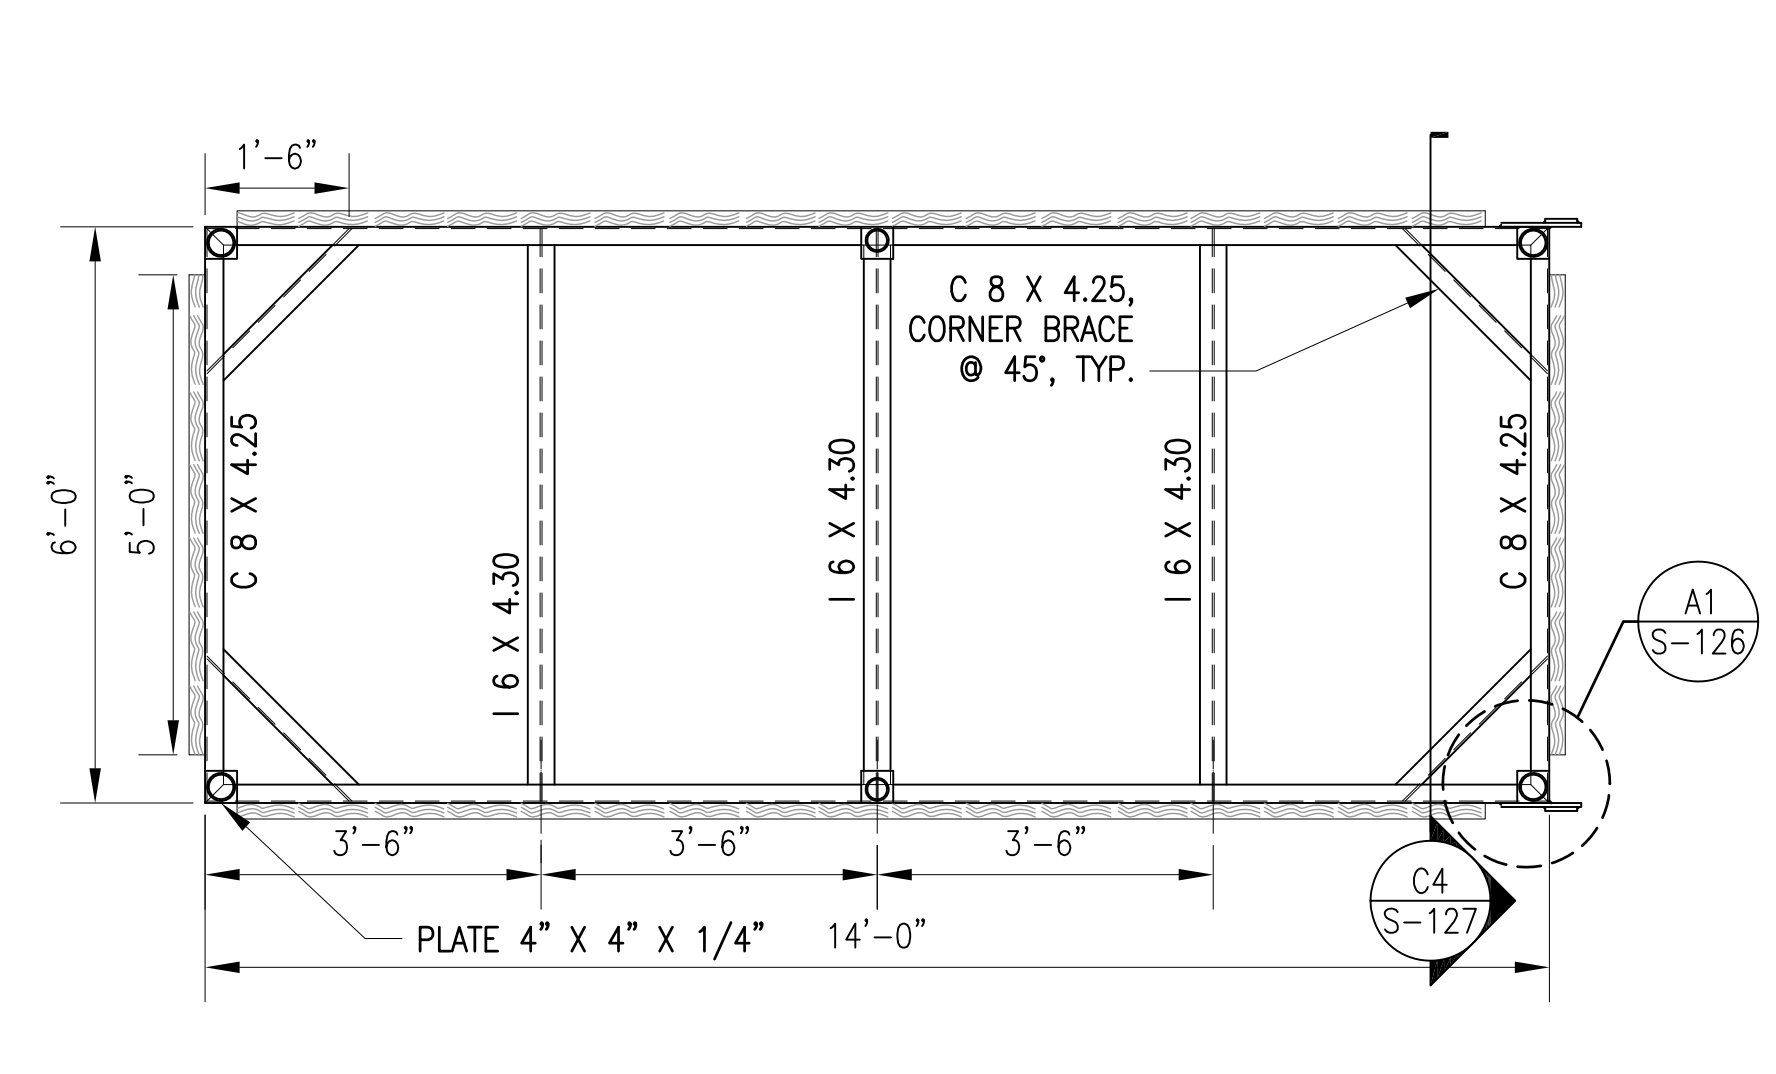 1'-6"
C 8 X 4.25,
CORNER BRACE
@ 45°, TYP.
6'-0"
5'-0"
C 8 X 4.25
I 6 X 4.30
I 6 X 4.30
I 6 X 4.30
C 8 X 4.25
A1
S-126
3'-6"
3'-6"
3'-6"
C4
S-127
PLATE 4" X 4" X 1/4"
14'-0"